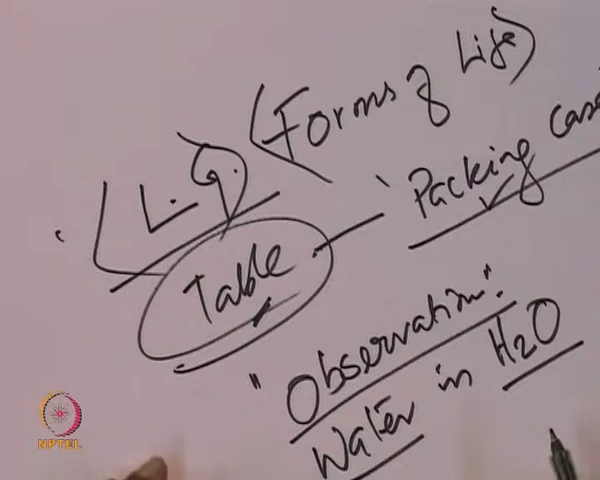 (L.G.) (Forms of Life)
Table - 'Packing Case
"Observation".
Water in H2O
NPTEL